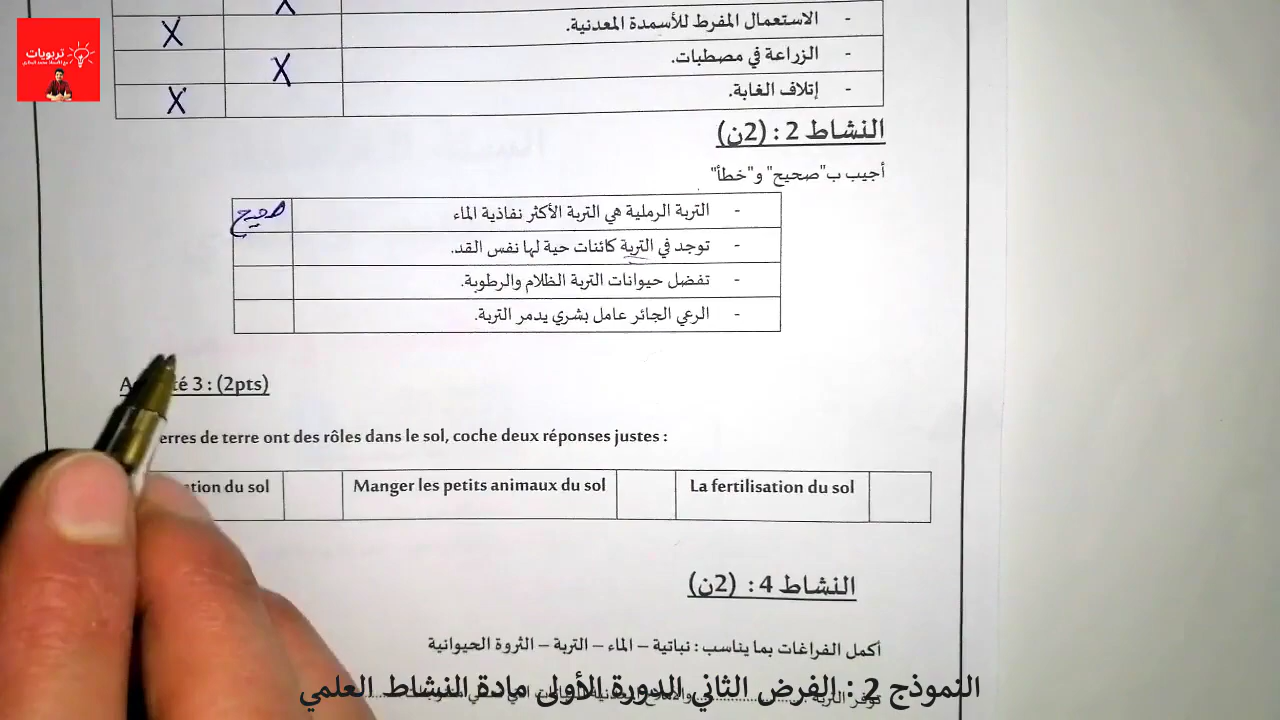 تربويات
X
- الاستعمال المفرط للأسمدة المعدنية. X
- الزراعة في مصطبات. X
- إتلاف الغابة. X
النشاط 2 : (2ن)
أجيب ب"صحيح" و"خطأ"
- التربة الرملية هي التربة الأكثر نفاذية الماء صحيح
- توجد في التربة كائنات حية لها نفس القد.
- تفضل حيوانات التربة الظلام والرطوبة.
- الرعي الجائر عامل بشري يدمر التربة.
3 : (2pts)
de terre ont des rôles dans le sol, coche deux réponses justes :
du sol Manger les petits animaux du sol La fertilisation du sol
النشاط 4 : (2ن)
أكمل الفراغات بما يناسب : نباتية – الماء – التربة – الثروة الحيوانية
توفر التربة
النموذج 2 : الفرض الثاني الدورة الأولى مادة النشاط العلمي